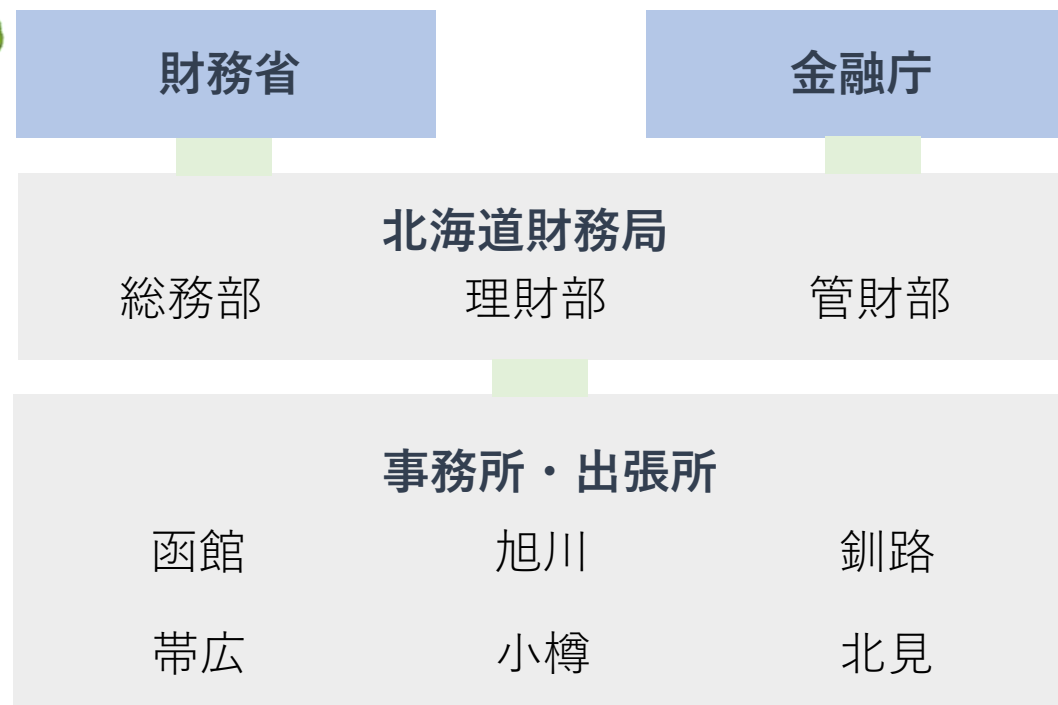 財務省 金融庁
北海道財務局
総務部 理財部 管財部
事務所・出張所
函館 旭川 釧路
帯広 小樽 北見